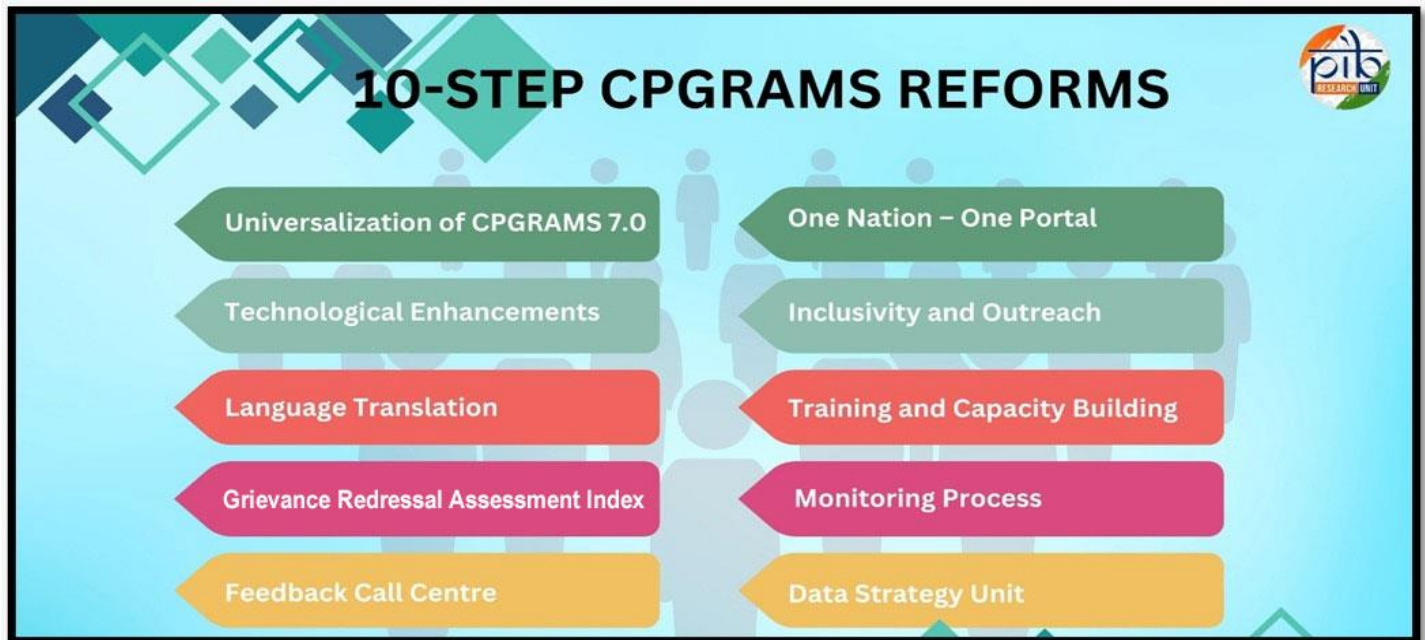 10-STEP CPGRAMS REFORMS
pib
RESEARCH UNIT
Universalization of CPGRAMS 7.0
One Nation – One Portal
Technological Enhancements
Inclusivity and Outreach
Language Translation
Training and Capacity Building
Grievance Redressal Assessment Index
Monitoring Process
Feedback Call Centre
Data Strategy Unit